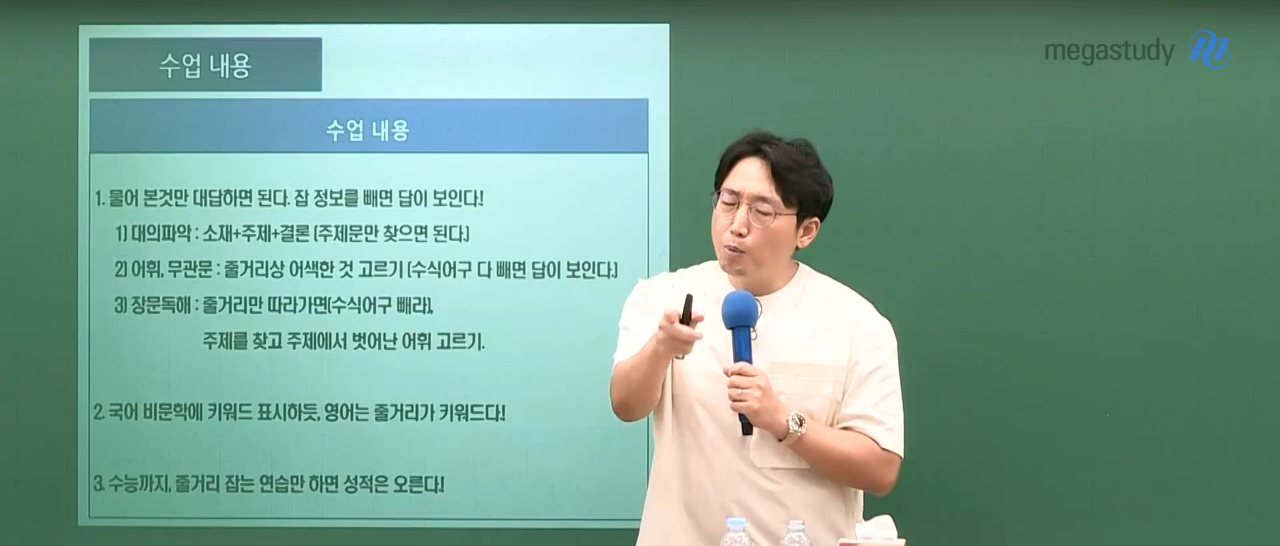 megastudy
수업 내용
수업 내용
1. 물어 본것만 대답하면 된다. 잡 정보를 빼면 답이 보인다!
1) 대의파악 : 소재+주제+결론 (주제문만 찾으면 된다.)
2) 어휘, 무관문 : 줄거리상 어색한 것 고르기 (수식어구 다 빼면 답이 보인다.)
3) 장문독해 : 줄거리만 따라가면(수식어구 빼라),
주제를 찾고 주제에서 벗어난 어휘 고르기.
2. 국어 비문학에 키워드 표시하듯, 영어는 줄거리가 키워드다!
3. 수능까지, 줄거리 잡는 연습만 하면 성적은 오른다!